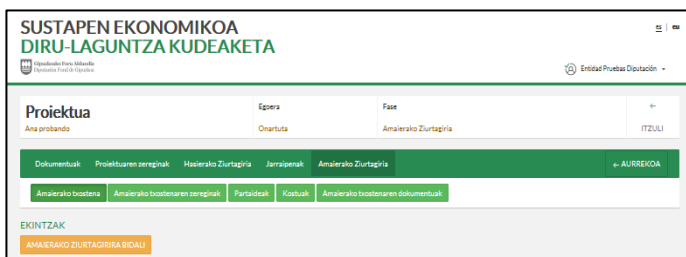 SUSTAPEN EKONOMIKOA
DIRU-LAGUNTZA KUDEAKETA
es | eu
Gipuzkoako Foru Aldundia
Diputación Foral de Gipuzkoa
Entidad Pruebas Diputación
Proiektua
Ana probando
Egoera
Onartuta
Fase
Amaierako Ziurtagiria
←
ITZULI
Dokumentuak Proiektuaren zereginak Hasierako Ziurtagiria Jarraipenak Amaierako Ziurtagiria ← AURREKOA
Amaierako txostena Amaierako txostenaren zereginak Partaideak Kostuak Amaierako txostenaren dokumentuak
EKINTZAK
AMAIERAKO ZIURTAGIRIRA BIDALI